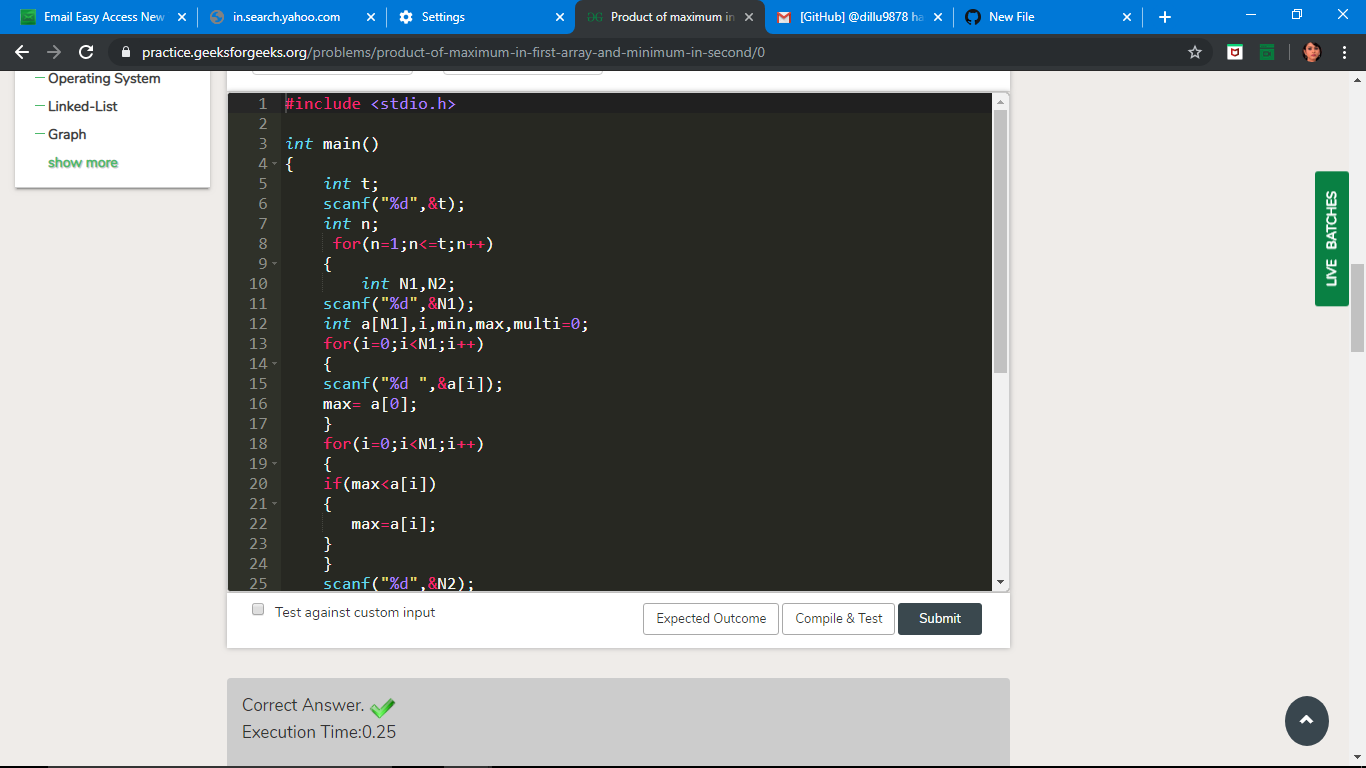 Email Easy Access New
in.search.yahoo.com
Settings
Product of maximum in
[GitHub] @dillu9878 ha
New File
practice.geeksforgeeks.org/problems/product-of-maximum-in-first-array-and-minimum-in-second/0
Operating System
Linked-List
Graph
show more
1 #include <stdio.h>
2
3 int main()
4 {
5 int t;
6 scanf("%d",&t);
7 int n;
8 for(n=1;n<=t;n++)
9 {
10 int N1,N2;
11 scanf("%d",&N1);
12 int a[N1],i,min,max,multi=0;
13 for(i=0;i<N1;i++)
14 {
15 scanf("%d ",&a[i]);
16 max= a[0];
17 }
18 for(i=0;i<N1;i++)
19 {
20 if(max<a[i])
21 {
22 max=a[i];
23 }
24 }
25 scanf("%d",&N2);
LIVE BATCHES
Test against custom input
Expected Outcome
Compile & Test
Submit
Correct Answer.
Execution Time:0.25